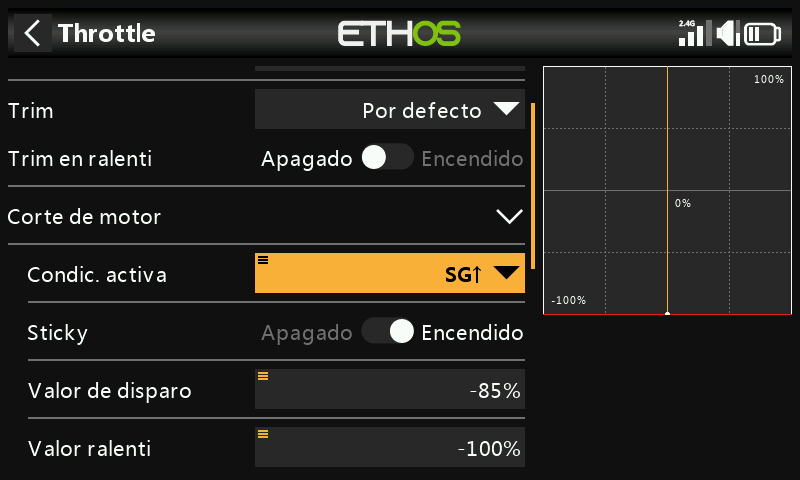 Throttle
ETHOS
2.4G
Trim
Por defecto
Trim en ralenti
Apagado
Encendido
Corte de motor
Condic. activa
SG↑
Sticky
Apagado
Encendido
Valor de disparo
-85%
Valor ralenti
-100%
100%
0%
-100%